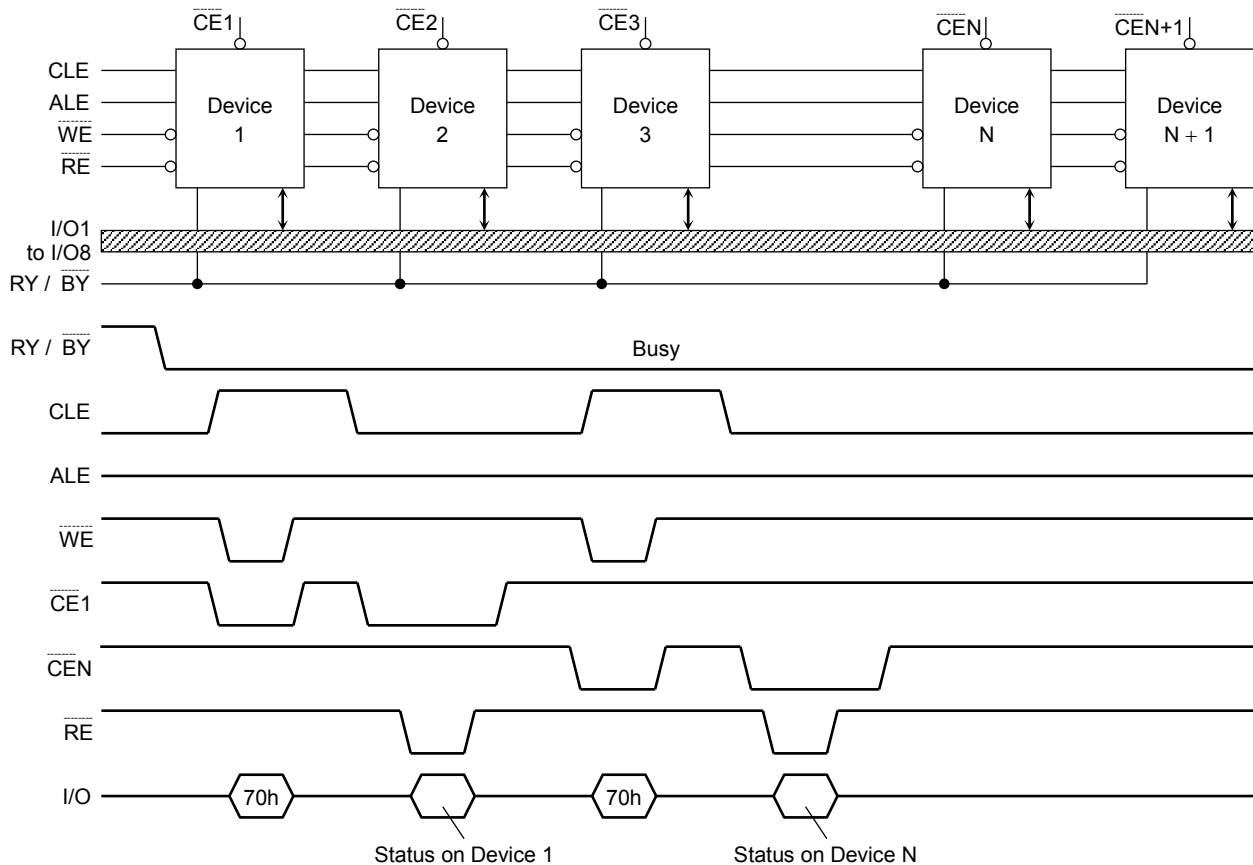 CE1 CE2 CE3 CEN CEN+1
CLE
ALE
WE
RE
Device 1
Device 2
Device 3
Device N
Device N + 1
I/O1
to I/O8
RY / BY
RY / BY
Busy
CLE
ALE
WE
CE1
CEN
RE
I/O
70h
70h
Status on Device 1
Status on Device N